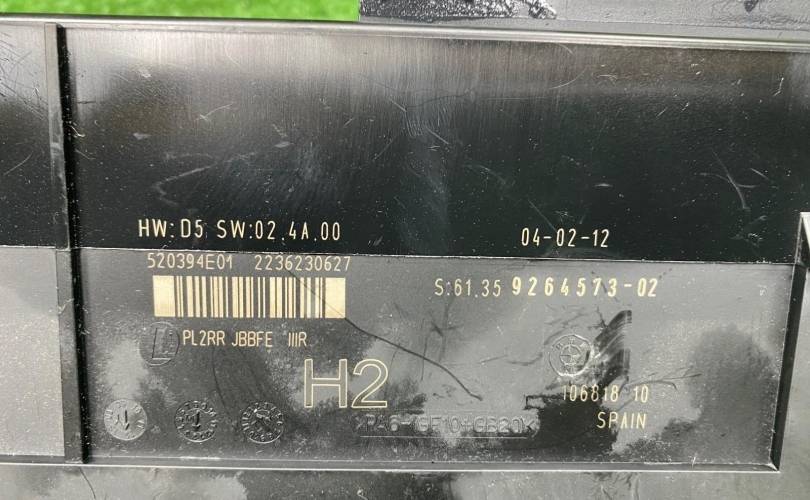 HW:D5 SW:02.4A.00
04-02-12
520394E01 2236230627
S:61.35 9264573-02
PL2RR JBBFE IIIR
H2
106818 10
SPAIN